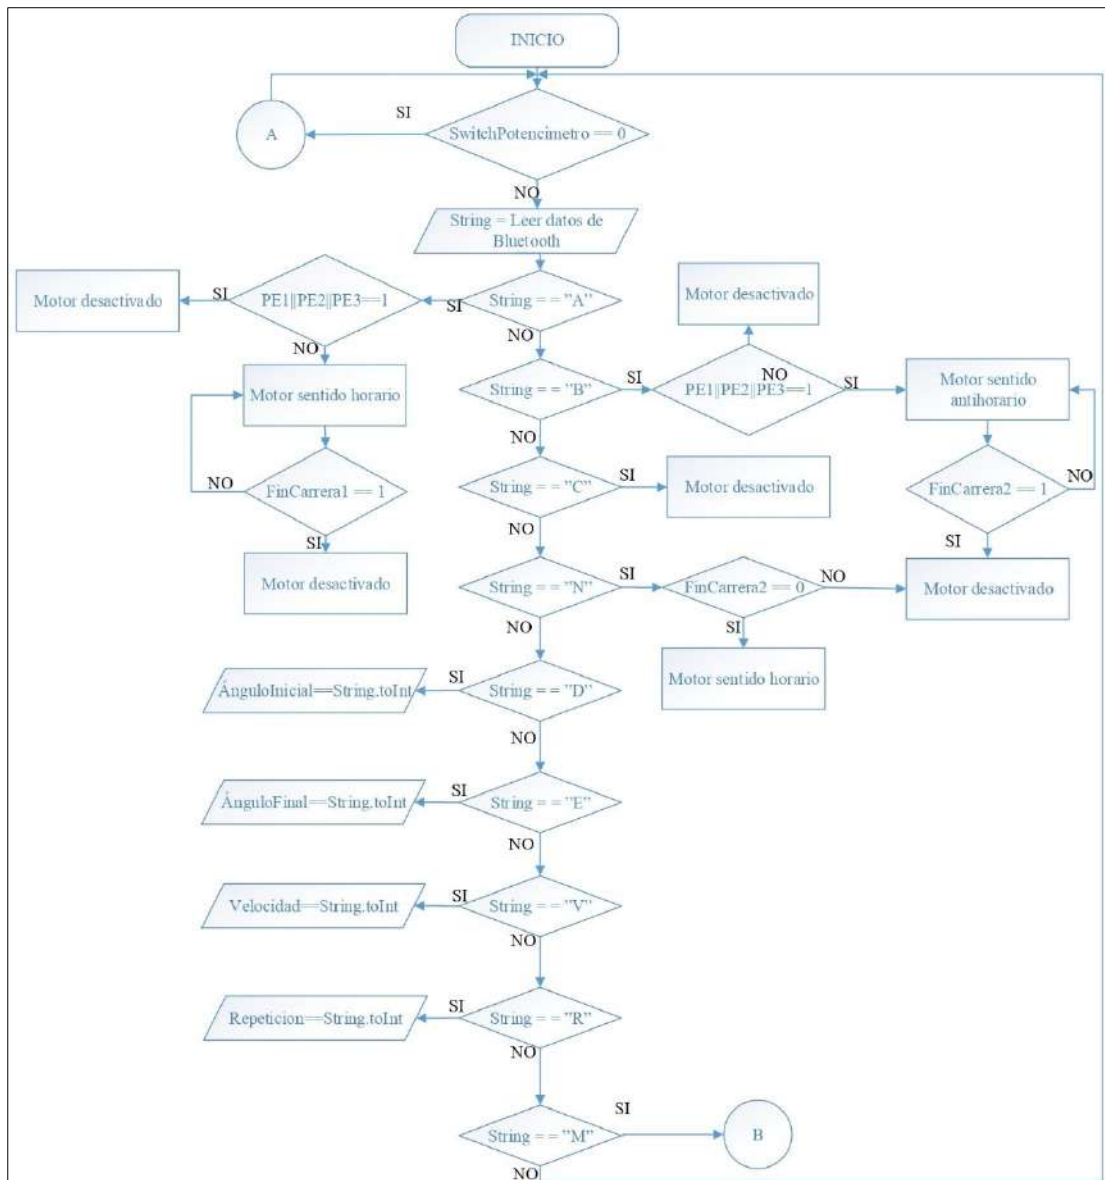 INICIO
SI
A
SwitchPotencimetro == 0
NO
String = Leer datos de
Bluetooth
Motor desactivado
SI
PE1||PE2||PE3==1
SI
String = = "A"
Motor desactivado
NO
NO
Motor sentido horario
String = = "B"
SI
NO
PE1||PE2||PE3==1
SI
Motor sentido
antihorario
NO
NO
FinCarrera1 == 1
String = = "C"
SI
Motor desactivado
FinCarrera2 == 1
NO
SI
NO
SI
Motor desactivado
String = = "N"
SI
FinCarrera2 == 0
NO
Motor desactivado
NO
SI
Motor sentido horario
ÁnguloInicial==String.toInt
SI
String = = "D"
NO
ÁnguloFinal==String.toInt
SI
String = = "E"
NO
Velocidad==String.toInt
SI
String = = "V"
NO
Repeticion==String.toInt
SI
String = = "R"
NO
String = = "M"
SI
B
NO